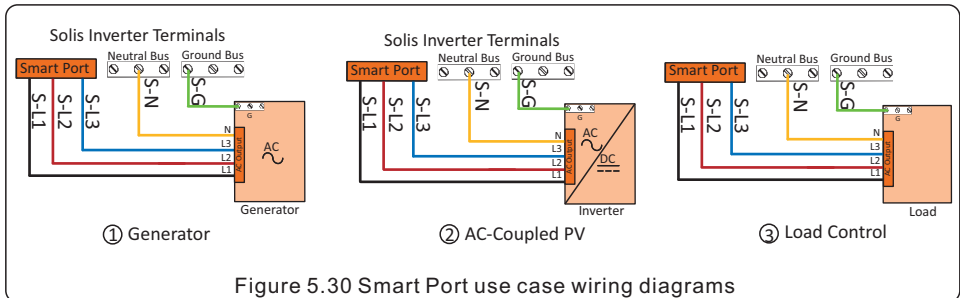 Solis Inverter Terminals
Neutral Bus
Ground Bus
Smart Port
S-L1
S-L2
S-L3
S-N
S-G
G
N
L3
L2
L1
AC Output
AC
Generator
① Generator
Solis Inverter Terminals
Neutral Bus
Ground Bus
Smart Port
S-L1
S-L2
S-L3
S-N
S-G
G
N
L3
L2
L1
AC Output
AC
DC
Inverter
② AC-Coupled PV
Neutral Bus
Ground Bus
Smart Port
S-L1
S-L2
S-L3
S-N
S-G
G
N
L3
L2
L1
AC Output
Load
③ Load Control
Figure 5.30 Smart Port use case wiring diagrams